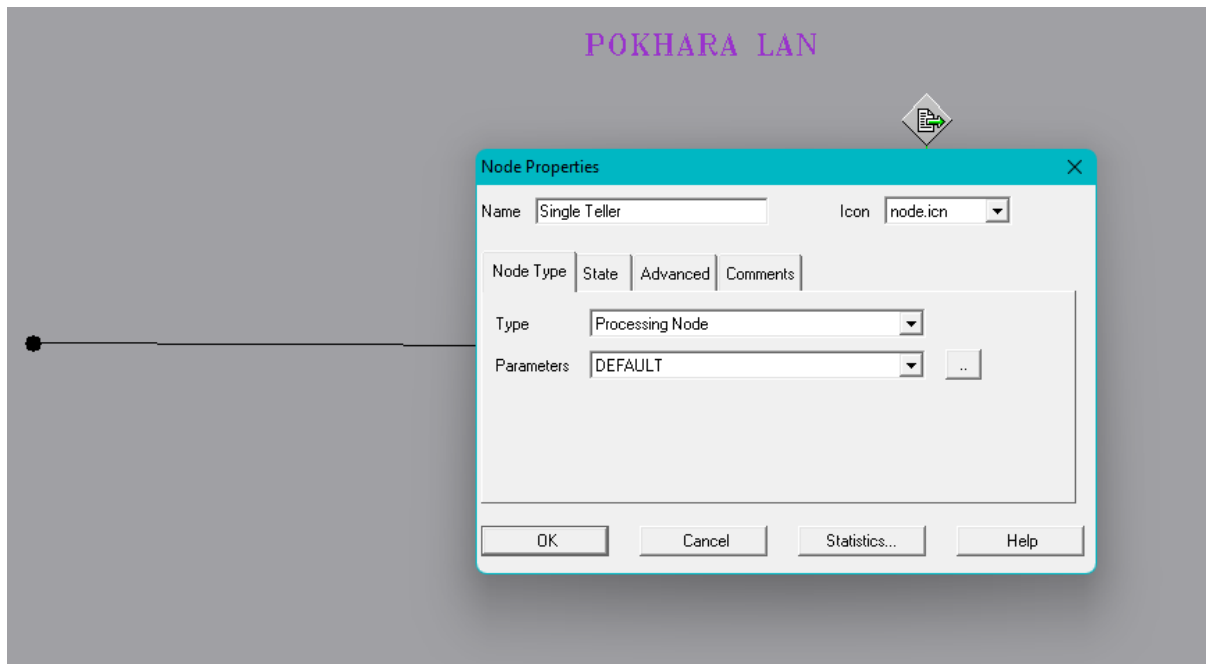 POKHARA LAN
Node Properties
Name Single Teller Icon node.icn
Node Type State Advanced Comments
Type Processing Node
Parameters DEFAULT ..
OK Cancel Statistics... Help